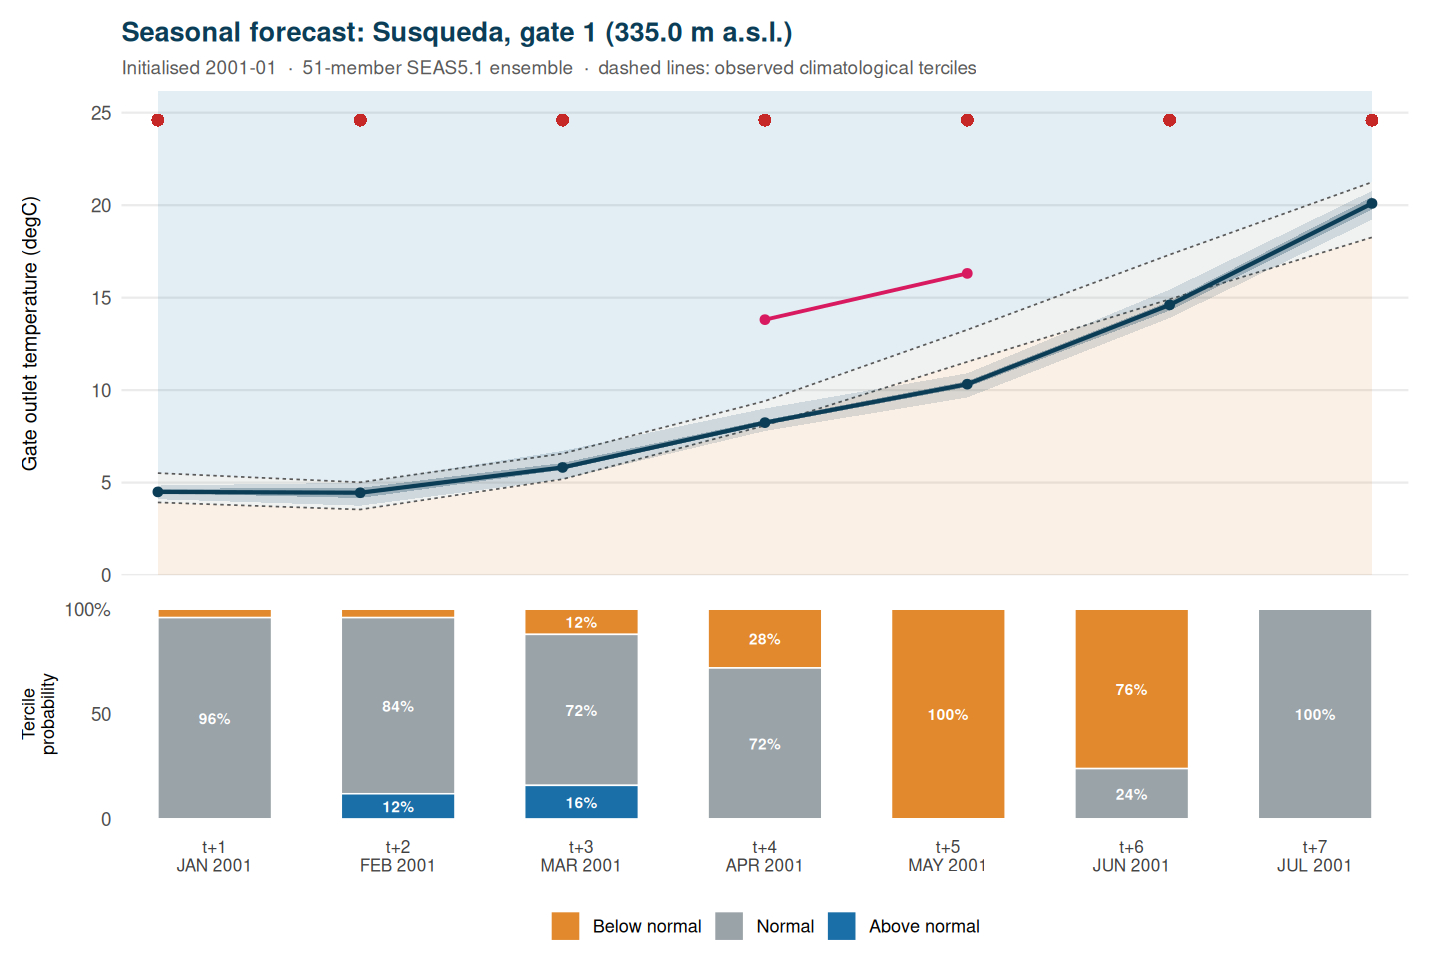 Seasonal forecast: Susqueda, gate 1 (335.0 m a.s.l.)
Initialised 2001-01 · 51-member SEAS5.1 ensemble · dashed lines: observed climatological terciles
Gate outlet temperature (degC)
25
20
15
10
5
0
Tercile
probability
100%
50
0
96%
84%
12%
12%
72%
16%
28%
72%
100%
76%
24%
100%
t+1
JAN 2001
t+2
FEB 2001
t+3
MAR 2001
t+4
APR 2001
t+5
MAY 2001
t+6
JUN 2001
t+7
JUL 2001
Below normal
Normal
Above normal